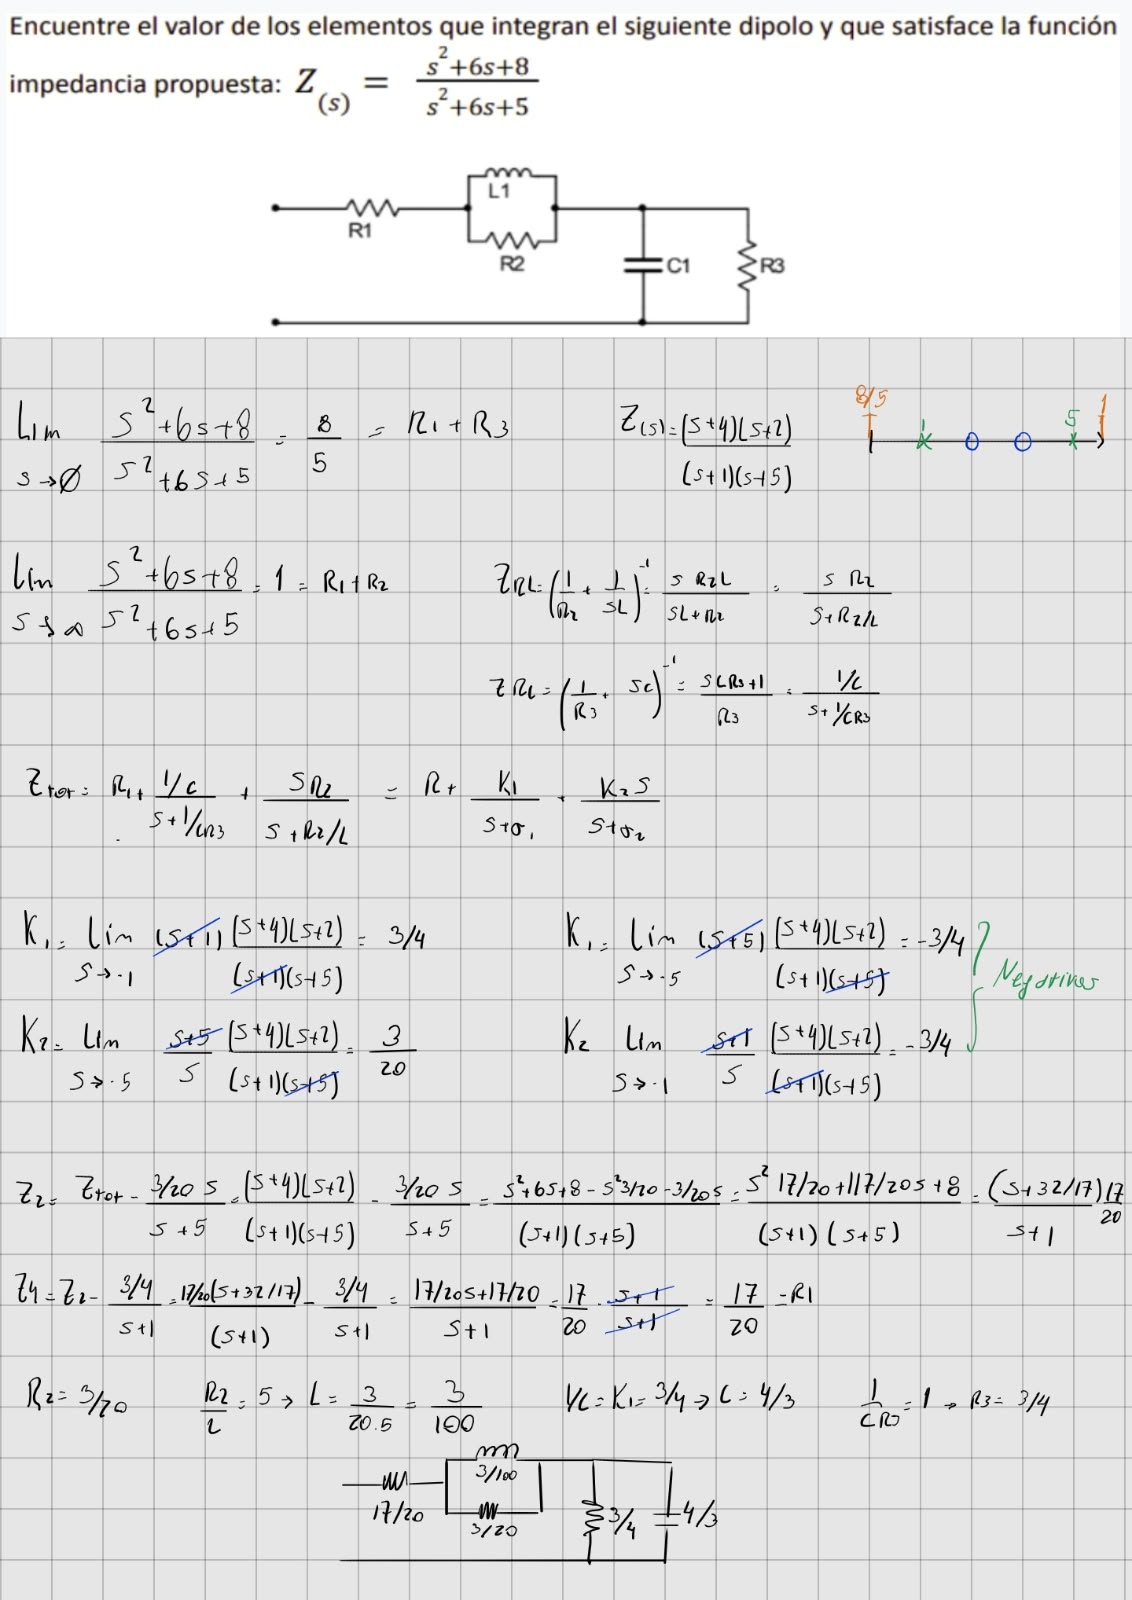 Encuentre el valor de los elementos que integran el siguiente dipolo y que satisface la función
impedancia propuesta: Z(s) = (s²+6s+8)/(s²+6s+5)
L1
R1
R2
C1
R3
Lim s→0 (s²+6s+8)/(s²+6s+5) = 8/5 = R1+R3
Z(s) = (s+4)(s+2)/(s+1)(s+5)
8/5 1 5 1
Lim s→∞ (s²+6s+8)/(s²+6s+5) = 1 = R1+R2
ZRL = (1/R2 + 1/SL)⁻¹ = S R2L/(SL+R2) = S R2/(S+R2/L)
ZRC = (1/R3 + SC)⁻¹ = (SCR3+1)/R3 = (1/C)/(S+1/CR3)
Ztot = R1 + (1/C)/(S+1/CR3) + SR2/(S+R2/L) = R + K1/(S+σ1) + K2S/(S+σ2)
K1 = Lim s→-1 (s+1) (s+4)(s+2)/(s+1)(s+5) = 3/4
K1 = Lim s→-5 (s+5) (s+4)(s+2)/(s+1)(s+5) = -3/4
Negativos
K2 = Lim s→-5 (s+5)/s (s+4)(s+2)/(s+1)(s+5) = 3/20
K2 Lim s→-1 (s+1)/s (s+4)(s+2)/(s+1)(s+5) = -3/4
Z2 = Ztot - (3/20 s)/(s+5) = (s+4)(s+2)/(s+1)(s+5) - (3/20 s)/(s+5) = (s²+6s+8-s²3/20-3/20s)/(s+1)(s+5) = (s² 17/20+117/20s+8)/(s+1)(s+5) = (s+32/17)/(s+1) 17/20
Z4 = Z2 - (3/4)/(s+1) = 17/20(s+32/17)/(s+1) - (3/4)/(s+1) = (17/20s+17/20)/(s+1) = 17/20 · (s+1)/(s+1) = 17/20 = R1
R2 = 3/20 R2/L = 5 → L = 3/20.5 = 3/100 1/C = K1 = 3/4 → C = 4/3 1/CR3 = 1 → R3 = 3/4
3/100
17/20
3/20
3/4
4/3